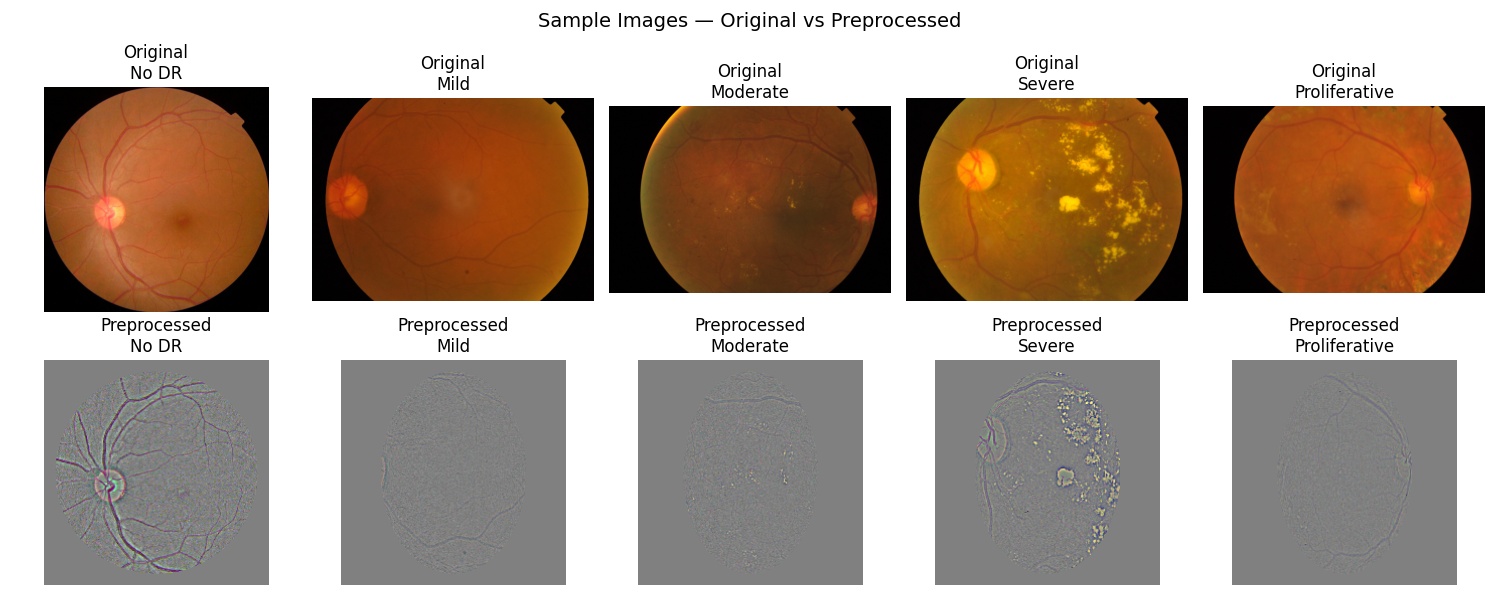 Sample Images — Original vs Preprocessed
Original
No DR
Original
Mild
Original
Moderate
Original
Severe
Original
Proliferative
Preprocessed
No DR
Preprocessed
Mild
Preprocessed
Moderate
Preprocessed
Severe
Preprocessed
Proliferative